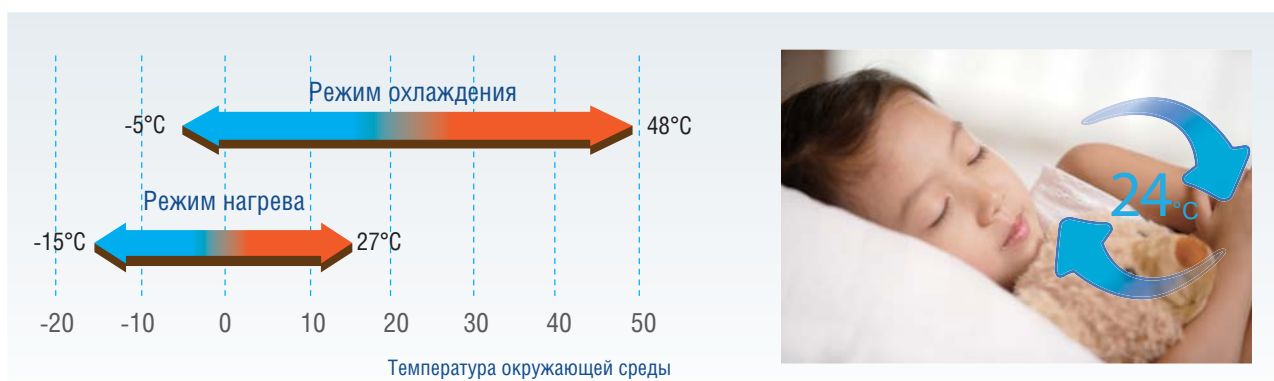 Режим охлаждения
-5°C
48°C
Режим нагрева
-15°C
27°C
-20 -10 0 10 20 30 40 50
Температура окружающей среды
24°C